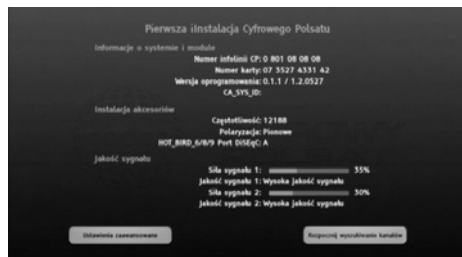 Pierwsza iInstalacja Cyfrowego Polsatu
Informacje o systemie i module
Numer infolinii CP: 0 801 08 08 08
Numer karty: 07 3527 4331 42
Wersja oprogramowania: 0.1.1 / 1.2.0527
CA_SYS_ID:
Instalacja akcesoriów
Częstotliwość: 12188
Polaryzacja: Pionowe
HOT_BIRD_6/8/9 Port DiSEqC: A
Jakość sygnału
Siła sygnału 1: 35%
Jakość sygnału 1: Wysoka jakość sygnału
Siła sygnału 2: 30%
Jakość sygnału 2: Wysoka jakość sygnału
Ustawienia zaawansowane
Rozpocznij wyszukiwanie kanałów